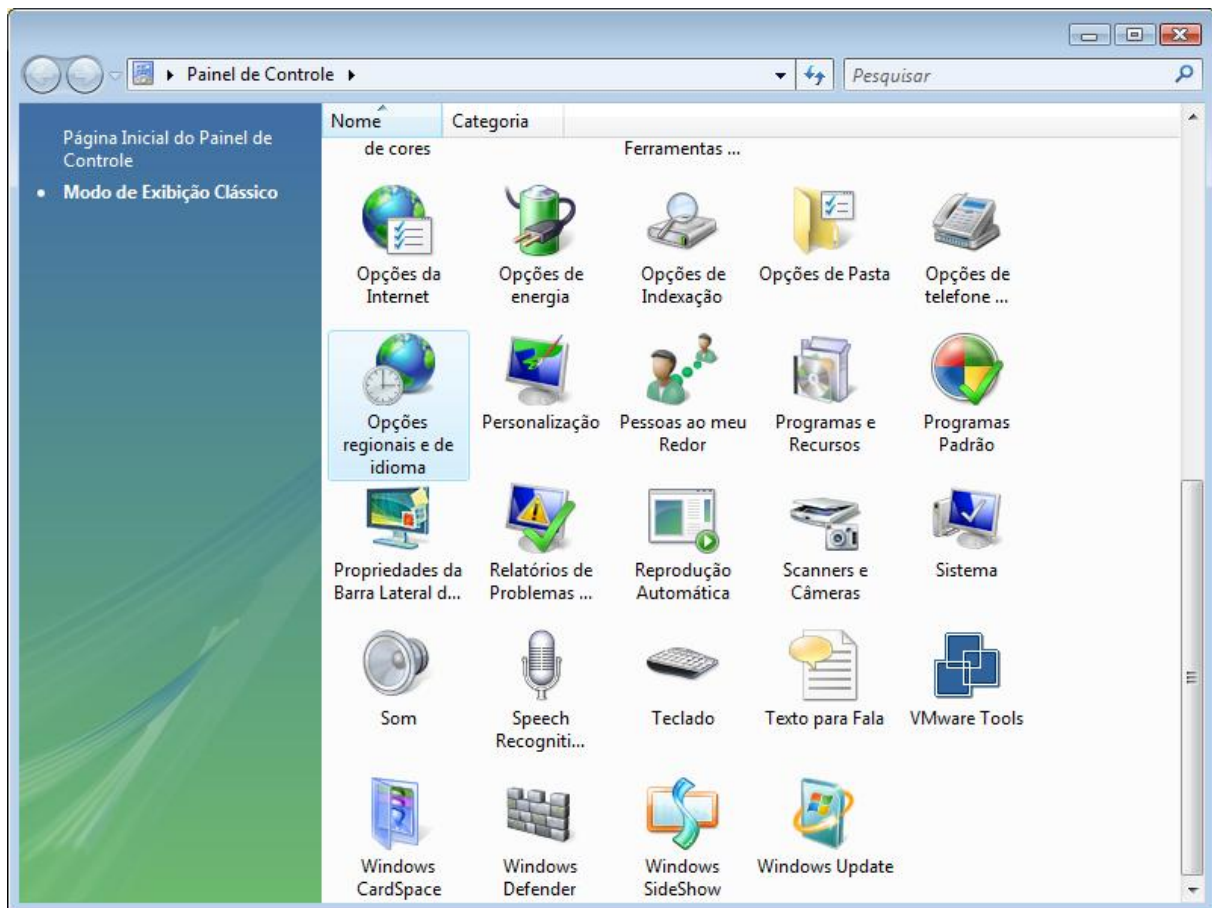 Painel de Controle
Pesquisar
Página Inicial do Painel de
Controle
Modo de Exibição Clássico
Nome Categoria
de cores Ferramentas ...
Opções da
Internet
Opções de
energia
Opções de
Indexação
Opções de Pasta
Opções de
telefone ...
Opções
regionais e de
idioma
Personalização
Pessoas ao meu
Redor
Programas e
Recursos
Programas
Padrão
Propriedades da
Barra Lateral d...
Relatórios de
Problemas ...
Reprodução
Automática
Scanners e
Câmeras
Sistema
Som
Speech
Recogniti...
Teclado
Texto para Fala
VMware Tools
Windows
CardSpace
Windows
Defender
Windows
SideShow
Windows Update